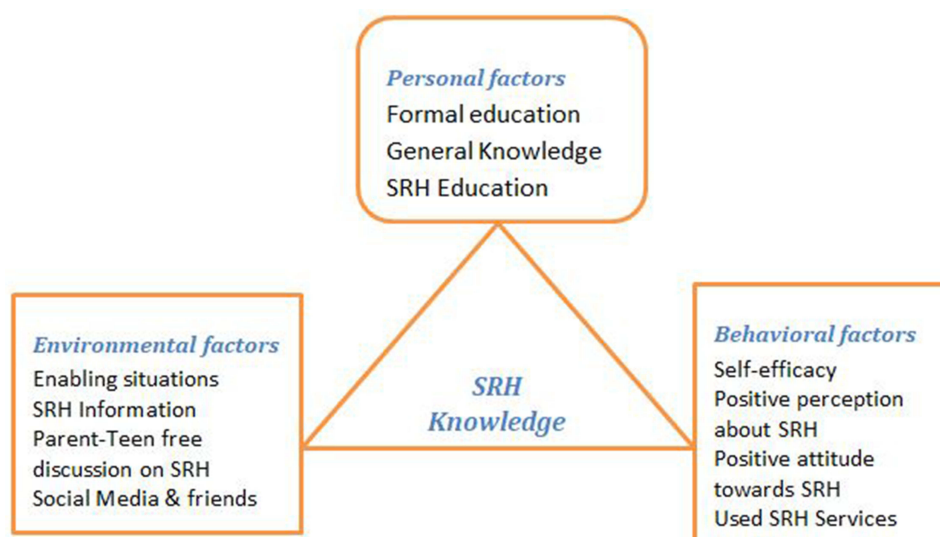 Personal factors
Formal education
General Knowledge
SRH Education
Environmental factors
Enabling situations
SRH Information
Parent-Teen free
discussion on SRH
Social Media & friends
SRH
Knowledge
Behavioral factors
Self-efficacy
Positive perception
about SRH
Positive attitude
towards SRH
Used SRH Services